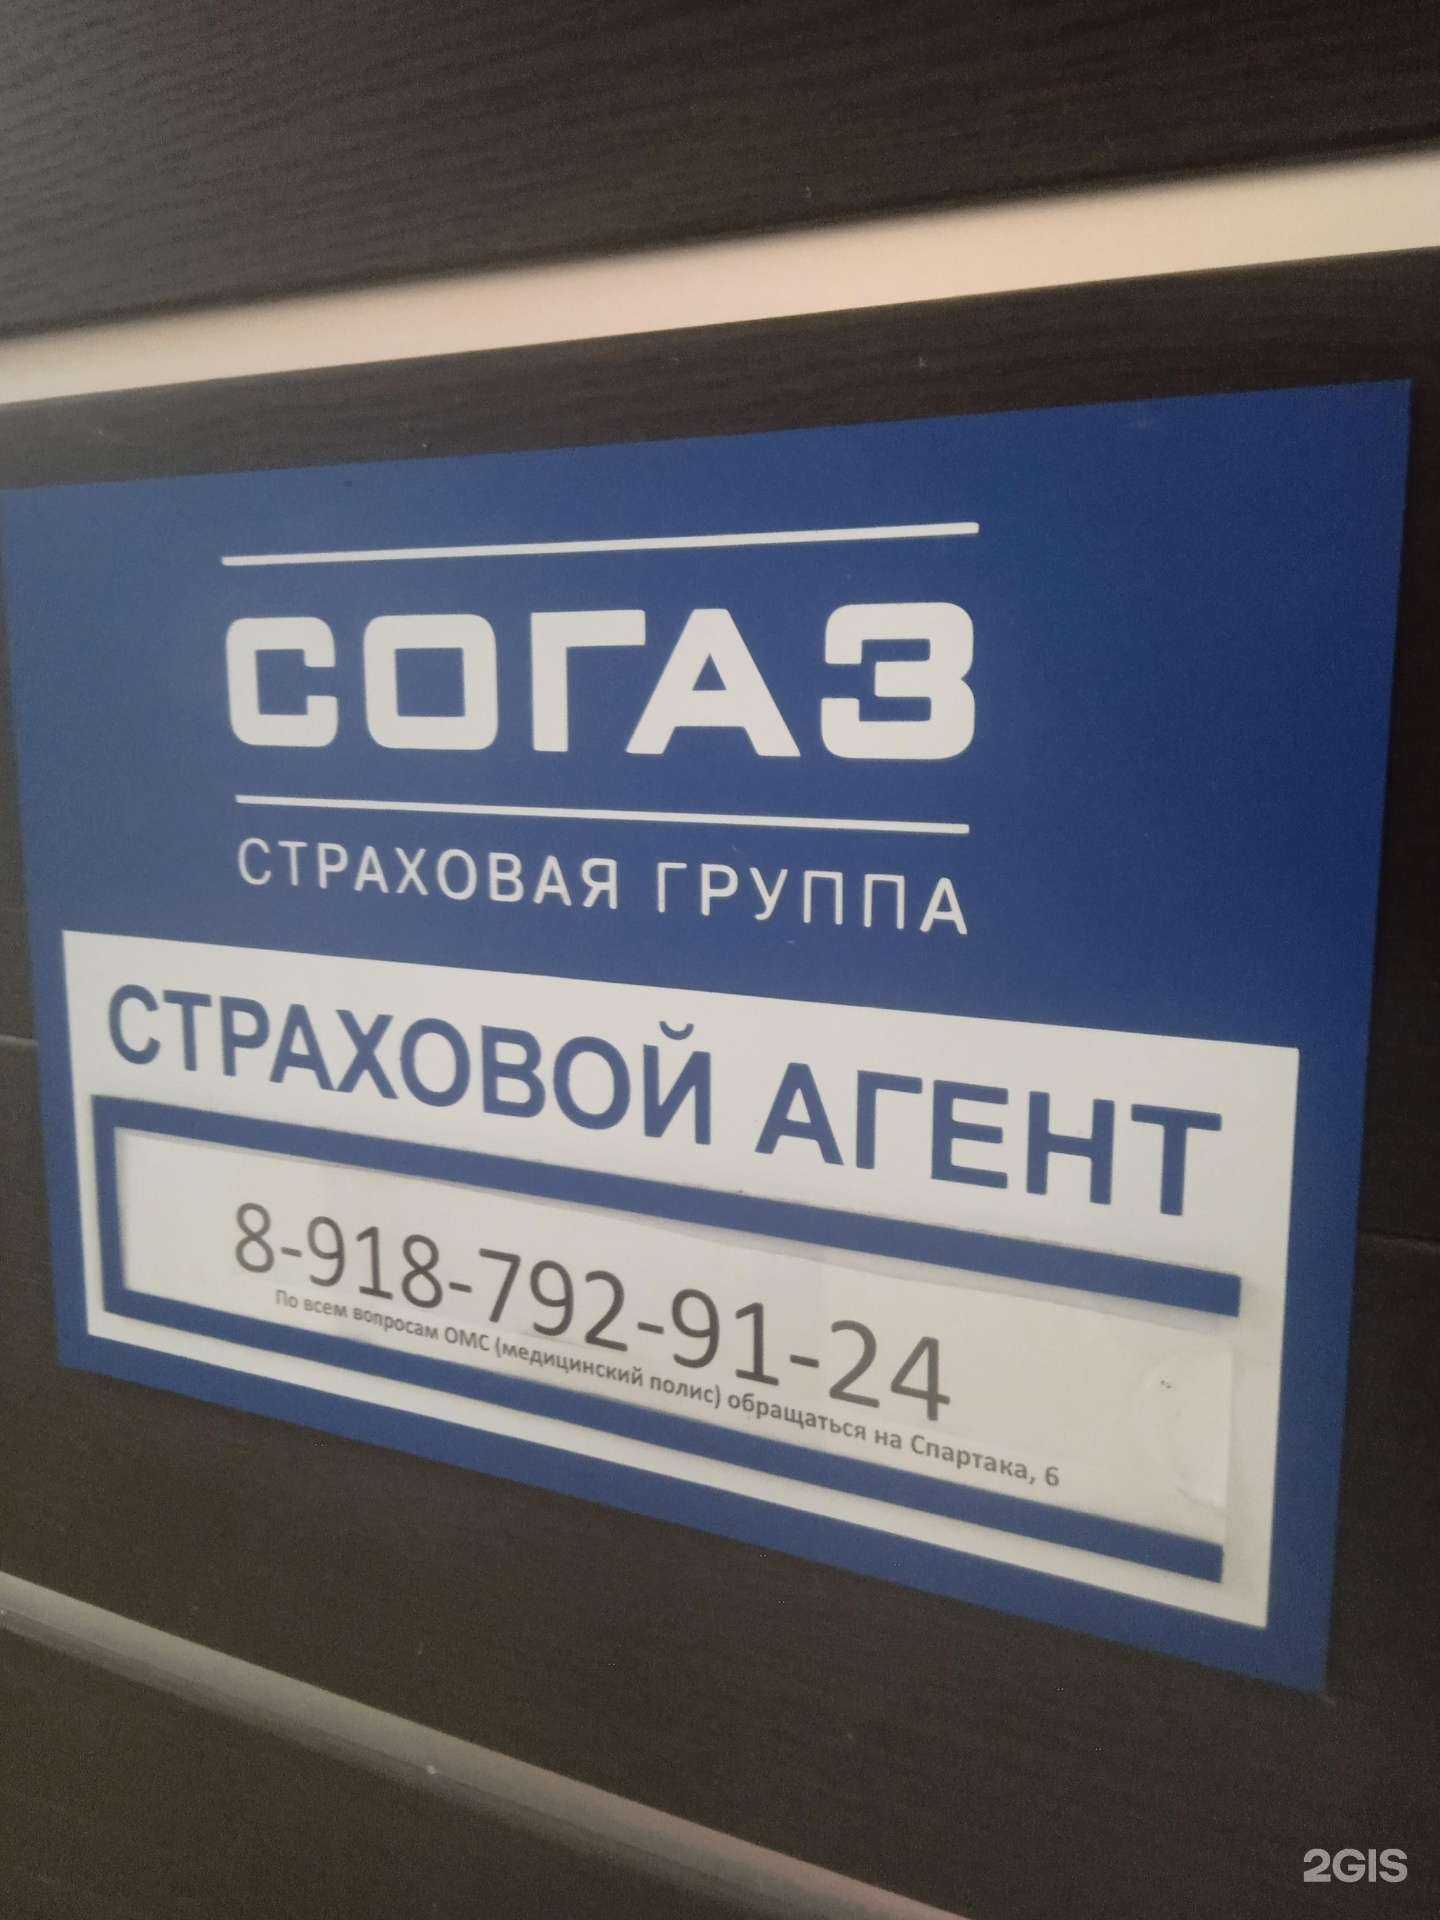 СОГАЗ
СТРАХОВАЯ ГРУППА
СТРАХОВОЙ АГЕНТ
8-918-792-91-24
По всем вопросам ОМС (медицинский полис) обращаться на Спартака, 6
2GIS